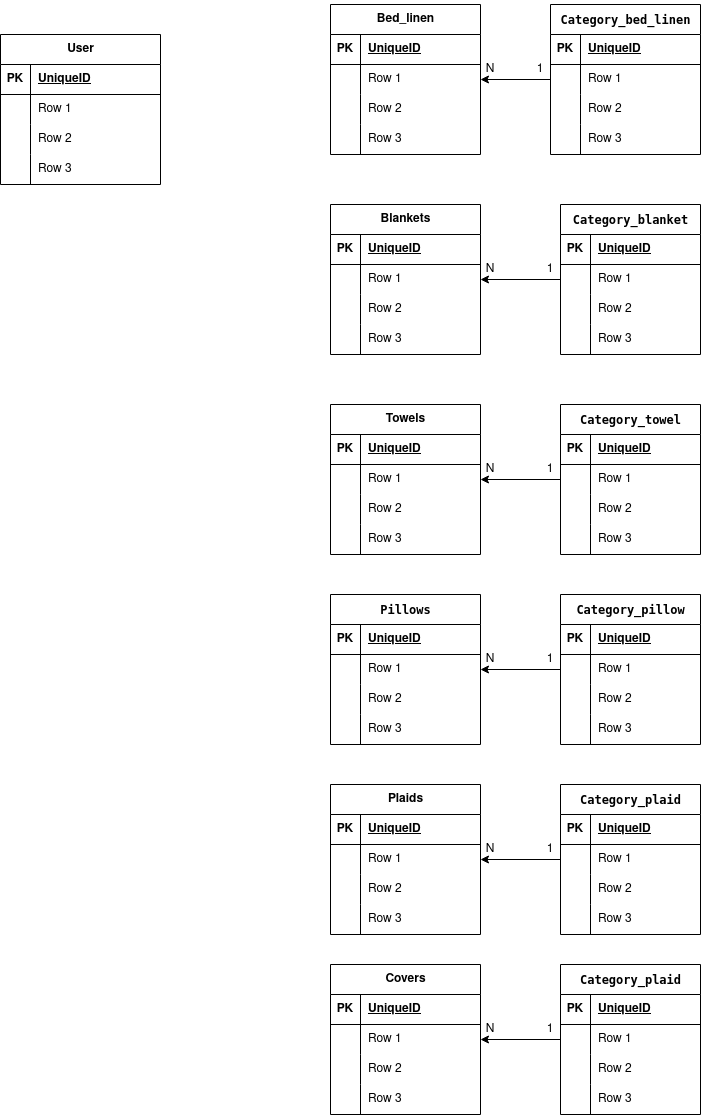 User
PK UniqueID
Row 1
Row 2
Row 3
Bed_linen
PK UniqueID
Row 1
Row 2
Row 3
N 1
Category_bed_linen
PK UniqueID
Row 1
Row 2
Row 3
Blankets
PK UniqueID
Row 1
Row 2
Row 3
N 1
Category_blanket
PK UniqueID
Row 1
Row 2
Row 3
Towels
PK UniqueID
Row 1
Row 2
Row 3
N 1
Category_towel
PK UniqueID
Row 1
Row 2
Row 3
Pillows
PK UniqueID
Row 1
Row 2
Row 3
N 1
Category_pillow
PK UniqueID
Row 1
Row 2
Row 3
Plaids
PK UniqueID
Row 1
Row 2
Row 3
N 1
Category_plaid
PK UniqueID
Row 1
Row 2
Row 3
Covers
PK UniqueID
Row 1
Row 2
Row 3
N 1
Category_plaid
PK UniqueID
Row 1
Row 2
Row 3